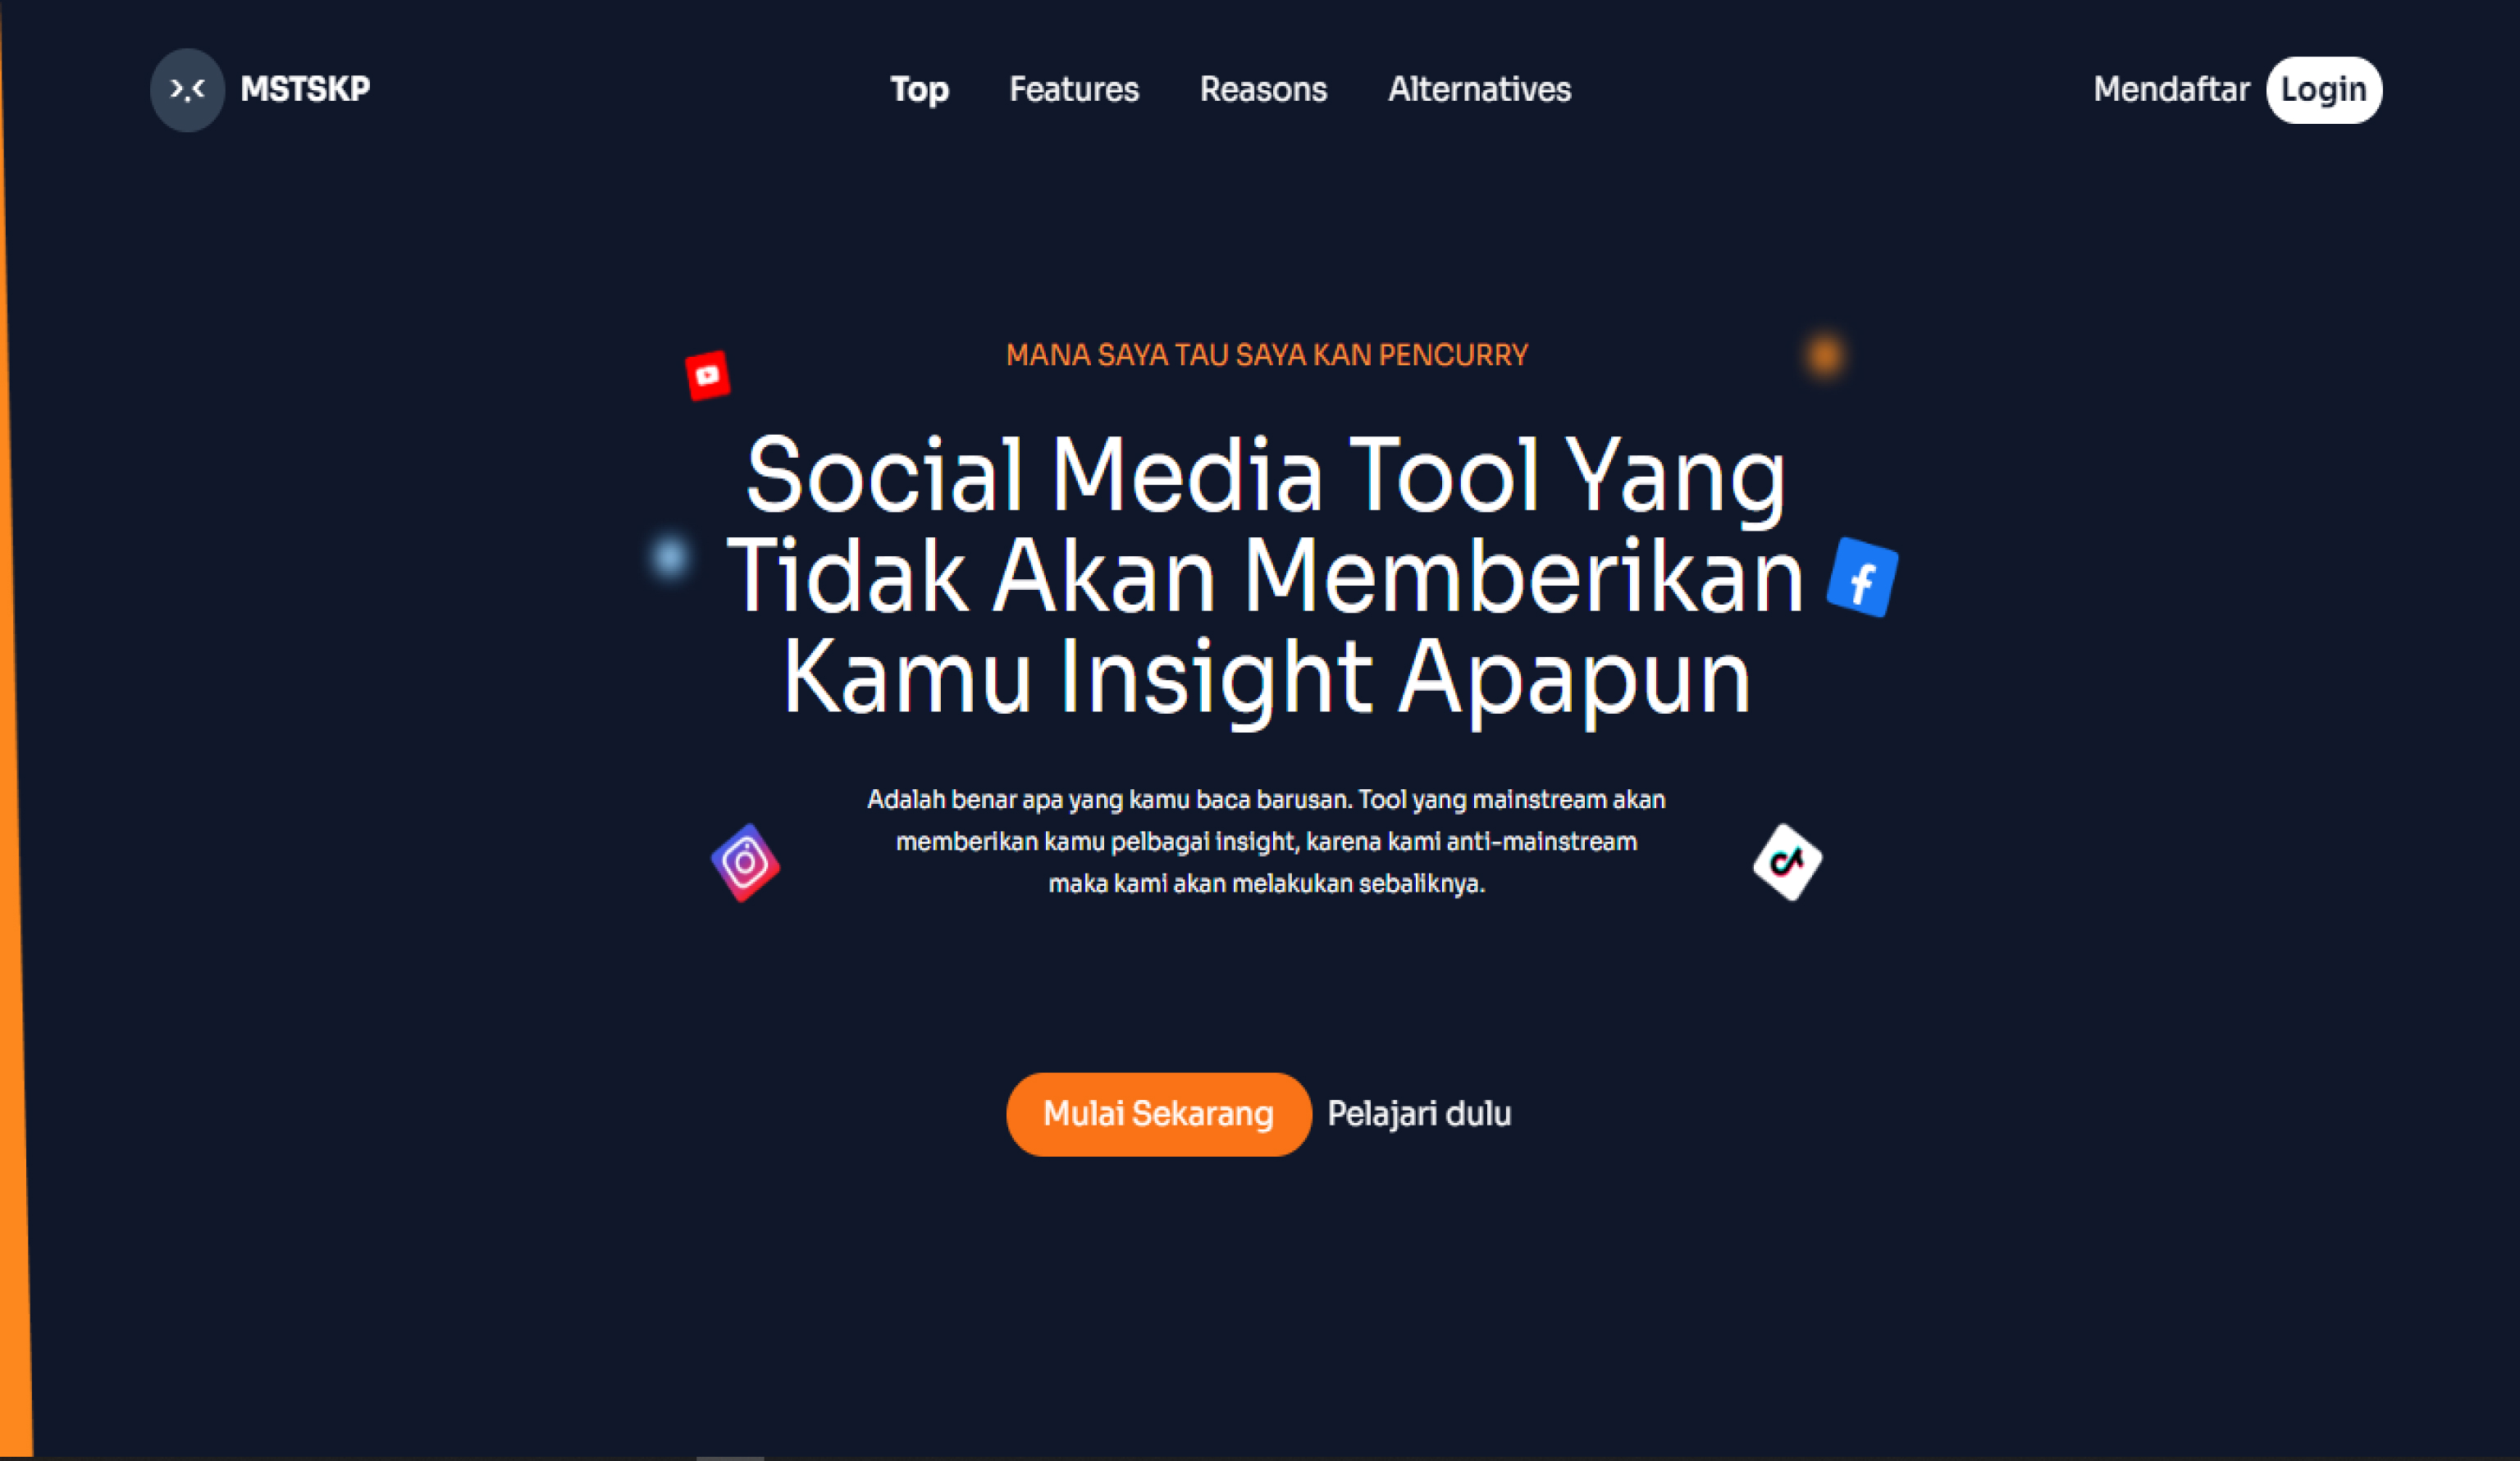 MSTSKP
Top Features Reasons Alternatives
Mendaftar Login
MANA SAYA TAU SAYA KAN PENCURRY
Social Media Tool Yang
Tidak Akan Memberikan
Kamu Insight Apapun
Adalah benar apa yang kamu baca barusan. Tool yang mainstream akan
memberikan kamu pelbagai insight, karena kami anti-mainstream
maka kami akan melakukan sebaliknya.
Mulai Sekarang Pelajari dulu